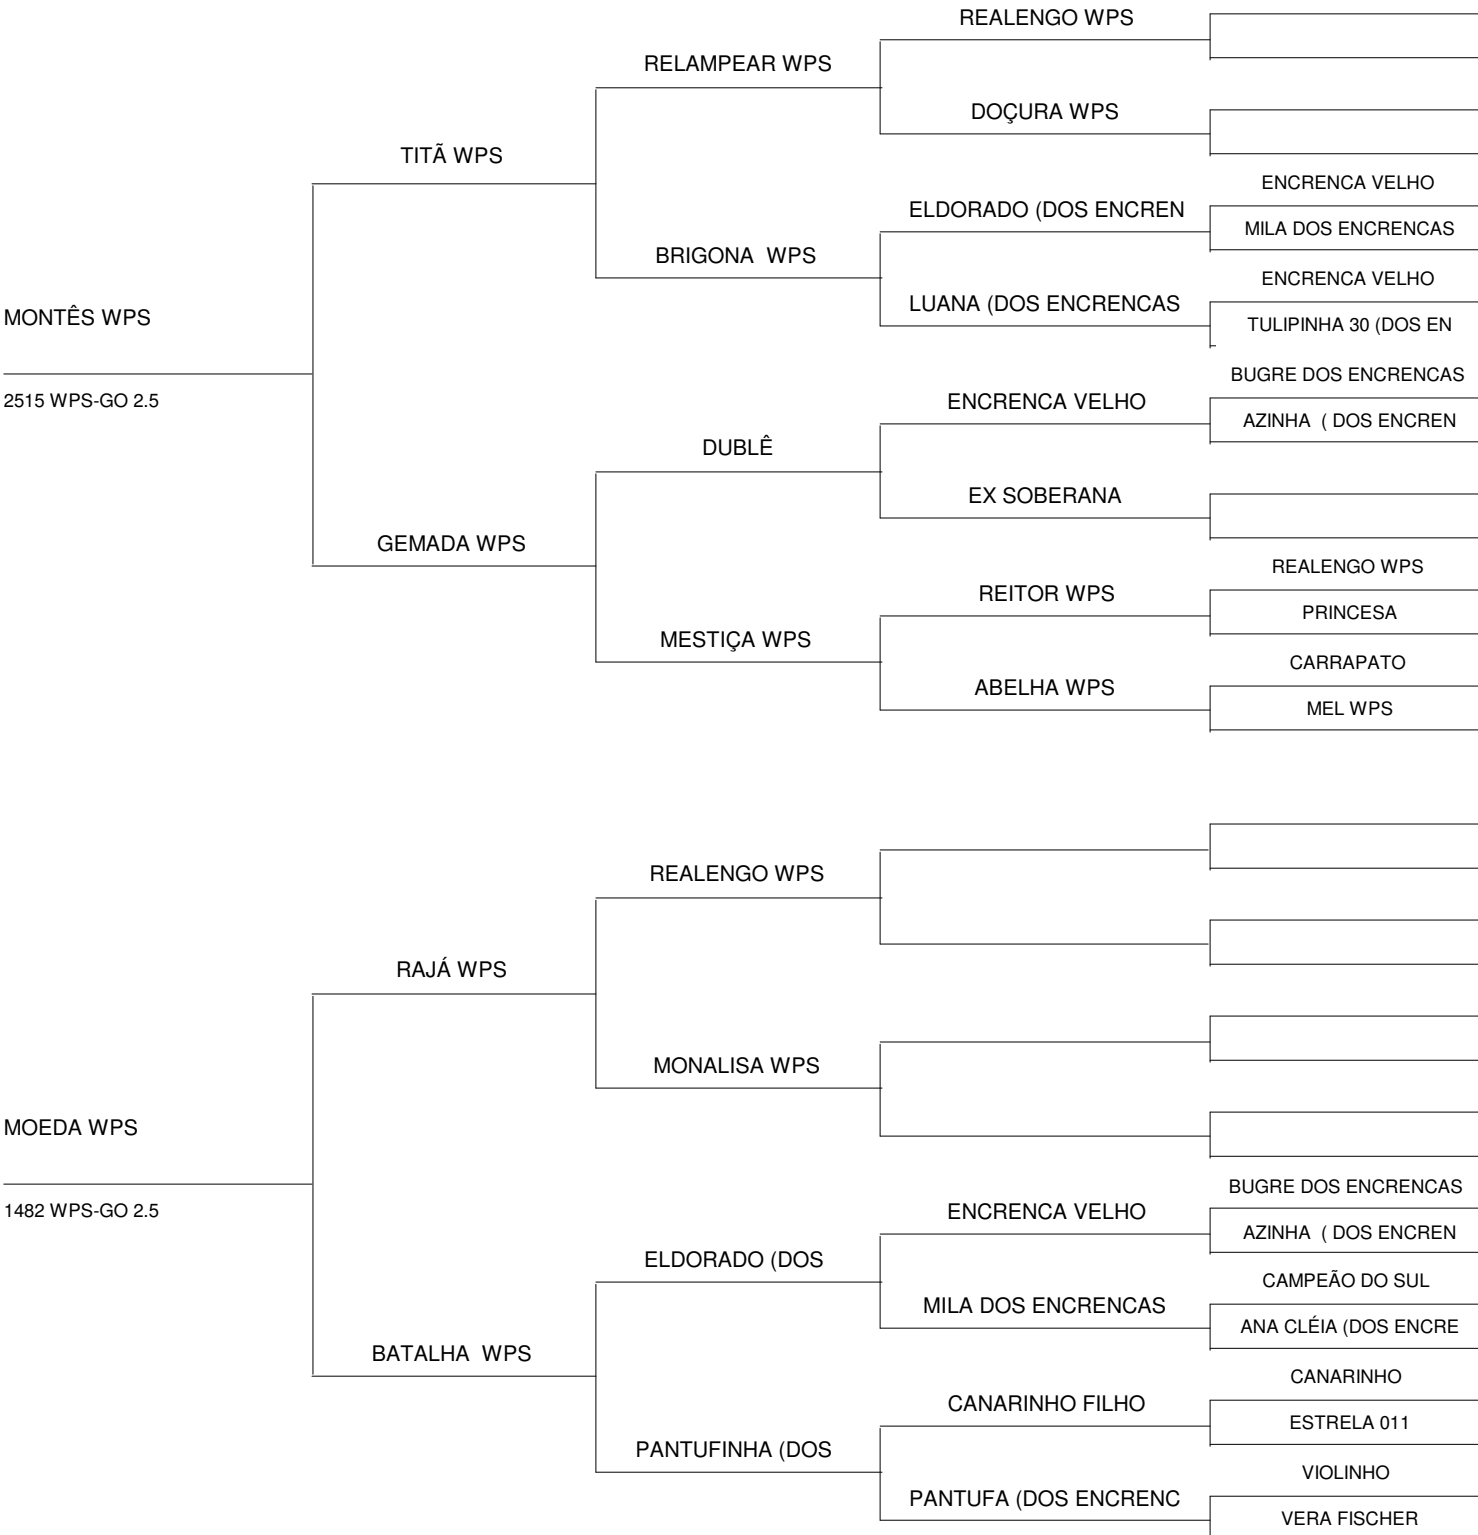 REALENGO WPS
RELAMPEAR WPS
DOÇURA WPS
TITÃ WPS
ENCRENCA VELHO
ELDORADO (DOS ENCREN
MILA DOS ENCRENCAS
BRIGONA  WPS
ENCRENCA VELHO
LUANA (DOS ENCRENCAS
TULIPINHA 30 (DOS EN
MONTÊS WPS
2515 WPS-GO 2.5
BUGRE DOS ENCRENCAS
ENCRENCA VELHO
AZINHA  ( DOS ENCREN
DUBLÊ
EX SOBERANA
GEMADA WPS
REALENGO WPS
REITOR WPS
PRINCESA
MESTIÇA WPS
CARRAPATO
ABELHA WPS
MEL WPS
REALENGO WPS
RAJÁ WPS
MONALISA WPS
MOEDA WPS
1482 WPS-GO 2.5
BUGRE DOS ENCRENCAS
ENCRENCA VELHO
AZINHA  ( DOS ENCREN
ELDORADO (DOS
CAMPEÃO DO SUL
MILA DOS ENCRENCAS
ANA CLÉIA (DOS ENCRE
BATALHA  WPS
CANARINHO
CANARINHO FILHO
ESTRELA 011
PANTUFINHA (DOS
VIOLINHO
PANTUFA (DOS ENCRENC
VERA FISCHER